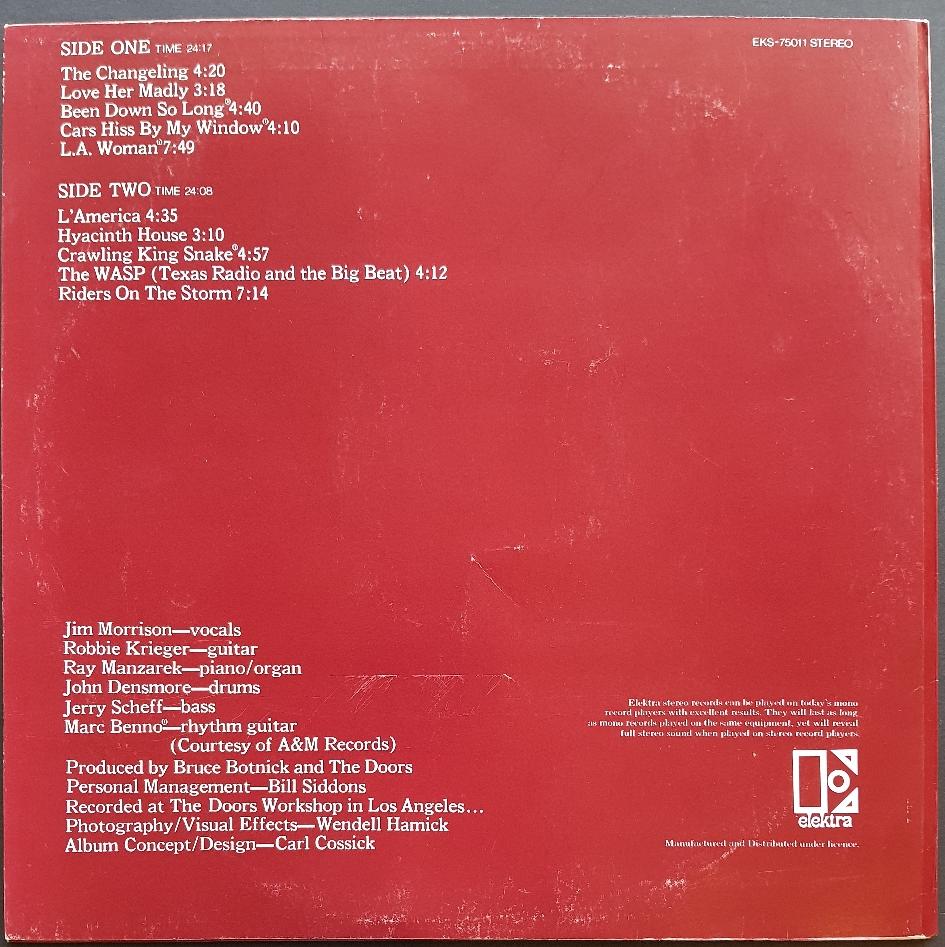 SIDE ONE TIME 24:17
The Changeling 4:20
Love Her Madly 3:18
Been Down So Long℗4:40
Cars Hiss By My Window℗4:10
L.A. Woman℗7:49
SIDE TWO TIME 24:08
L'America 4:35
Hyacinth House 3:10
Crawling King Snake℗4:57
The WASP (Texas Radio and the Big Beat) 4:12
Riders On The Storm 7:14
EKS-75011 STEREO
Jim Morrison—vocals
Robbie Krieger—guitar
Ray Manzarek—piano/organ
John Densmore—drums
Jerry Scheff—bass
Marc Benno℗—rhythm guitar
(Courtesy of A&M Records)
Produced by Bruce Botnick and The Doors
Personal Management—Bill Siddons
Recorded at The Doors Workshop in Los Angeles...
Photography/Visual Effects—Wendell Hamick
Album Concept/Design—Carl Cossick
Elektra stereo records can be played on today's mono
record players with excellent results. They will last as long
as mono records played on the same equipment, yet will reveal
full stereo sound when played on stereo record players.
elektra
Manufactured and Distributed under licence.